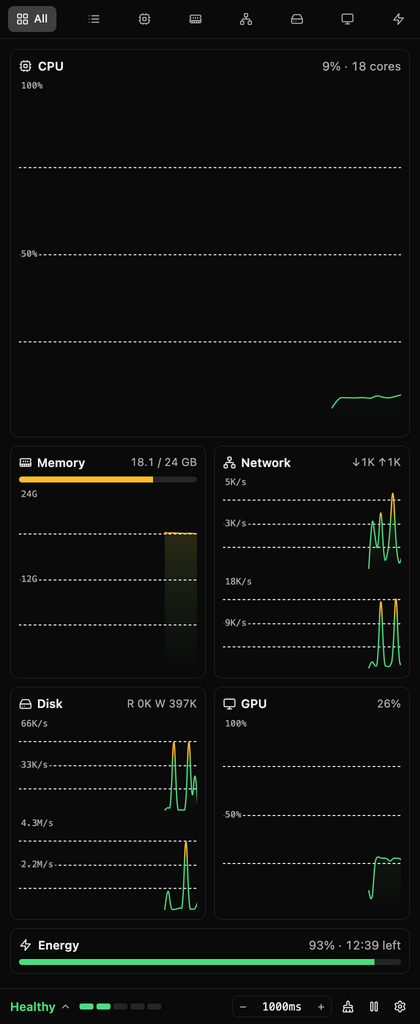 All
CPU 9% · 18 cores
100%
50%
Memory 18.1 / 24 GB
24G
12G
Network ↓1K ↑1K
5K/s
3K/s
18K/s
9K/s
Disk R 0K W 397K
66K/s
33K/s
4.3M/s
2.2M/s
GPU 26%
100%
50%
Energy 93% · 12:39 left
Healthy − 1000ms +